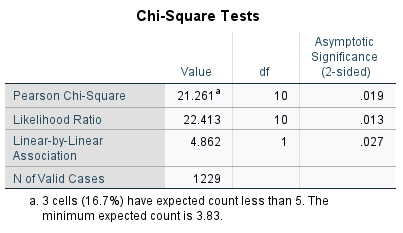 Chi-Square Tests
Value df Asymptotic Significance (2-sided)
Pearson Chi-Square 21.261a 10 .019
Likelihood Ratio 22.413 10 .013
Linear-by-Linear Association 4.862 1 .027
N of Valid Cases 1229
a. 3 cells (16.7%) have expected count less than 5. The
minimum expected count is 3.83.